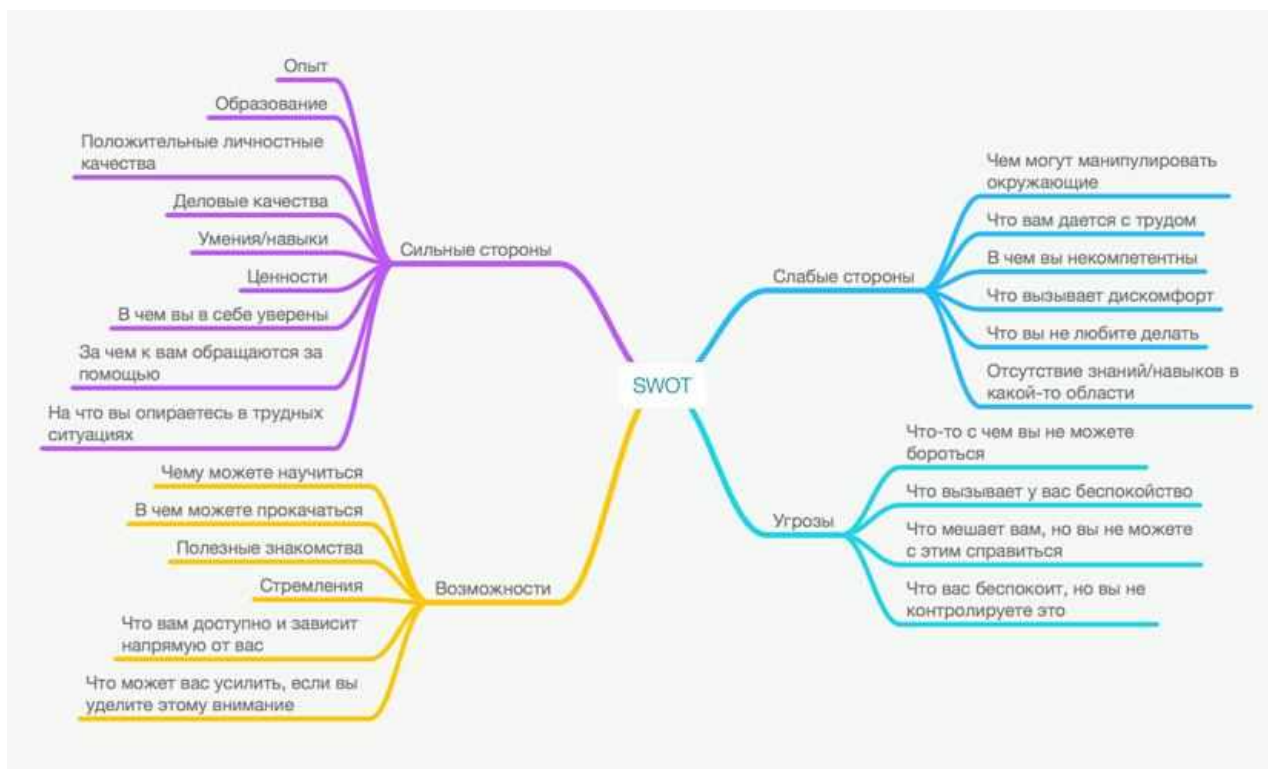 Опыт
Образование
Положительные личностные
качества
Деловые качества
Умения/навыки
Ценности
В чем вы в себе уверены
За чем к вам обращаются за
помощью
На что вы опираетесь в трудных
ситуациях
Сильные стороны
Чему можете научиться
В чем можете прокачаться
Полезные знакомства
Стремления
Что вам доступно и зависит
напрямую от вас
Что может вас усилить, если вы
уделите этому внимание
Возможности
SWOT
Слабые стороны
Чем могут манипулировать
окружающие
Что вам дается с трудом
В чем вы некомпетентны
Что вызывает дискомфорт
Что вы не любите делать
Отсутствие знаний/навыков в
какой-то области
Угрозы
Что-то с чем вы не можете
бороться
Что вызывает у вас беспокойство
Что мешает вам, но вы не можете
с этим справиться
Что вас беспокоит, но вы не
контролируете это